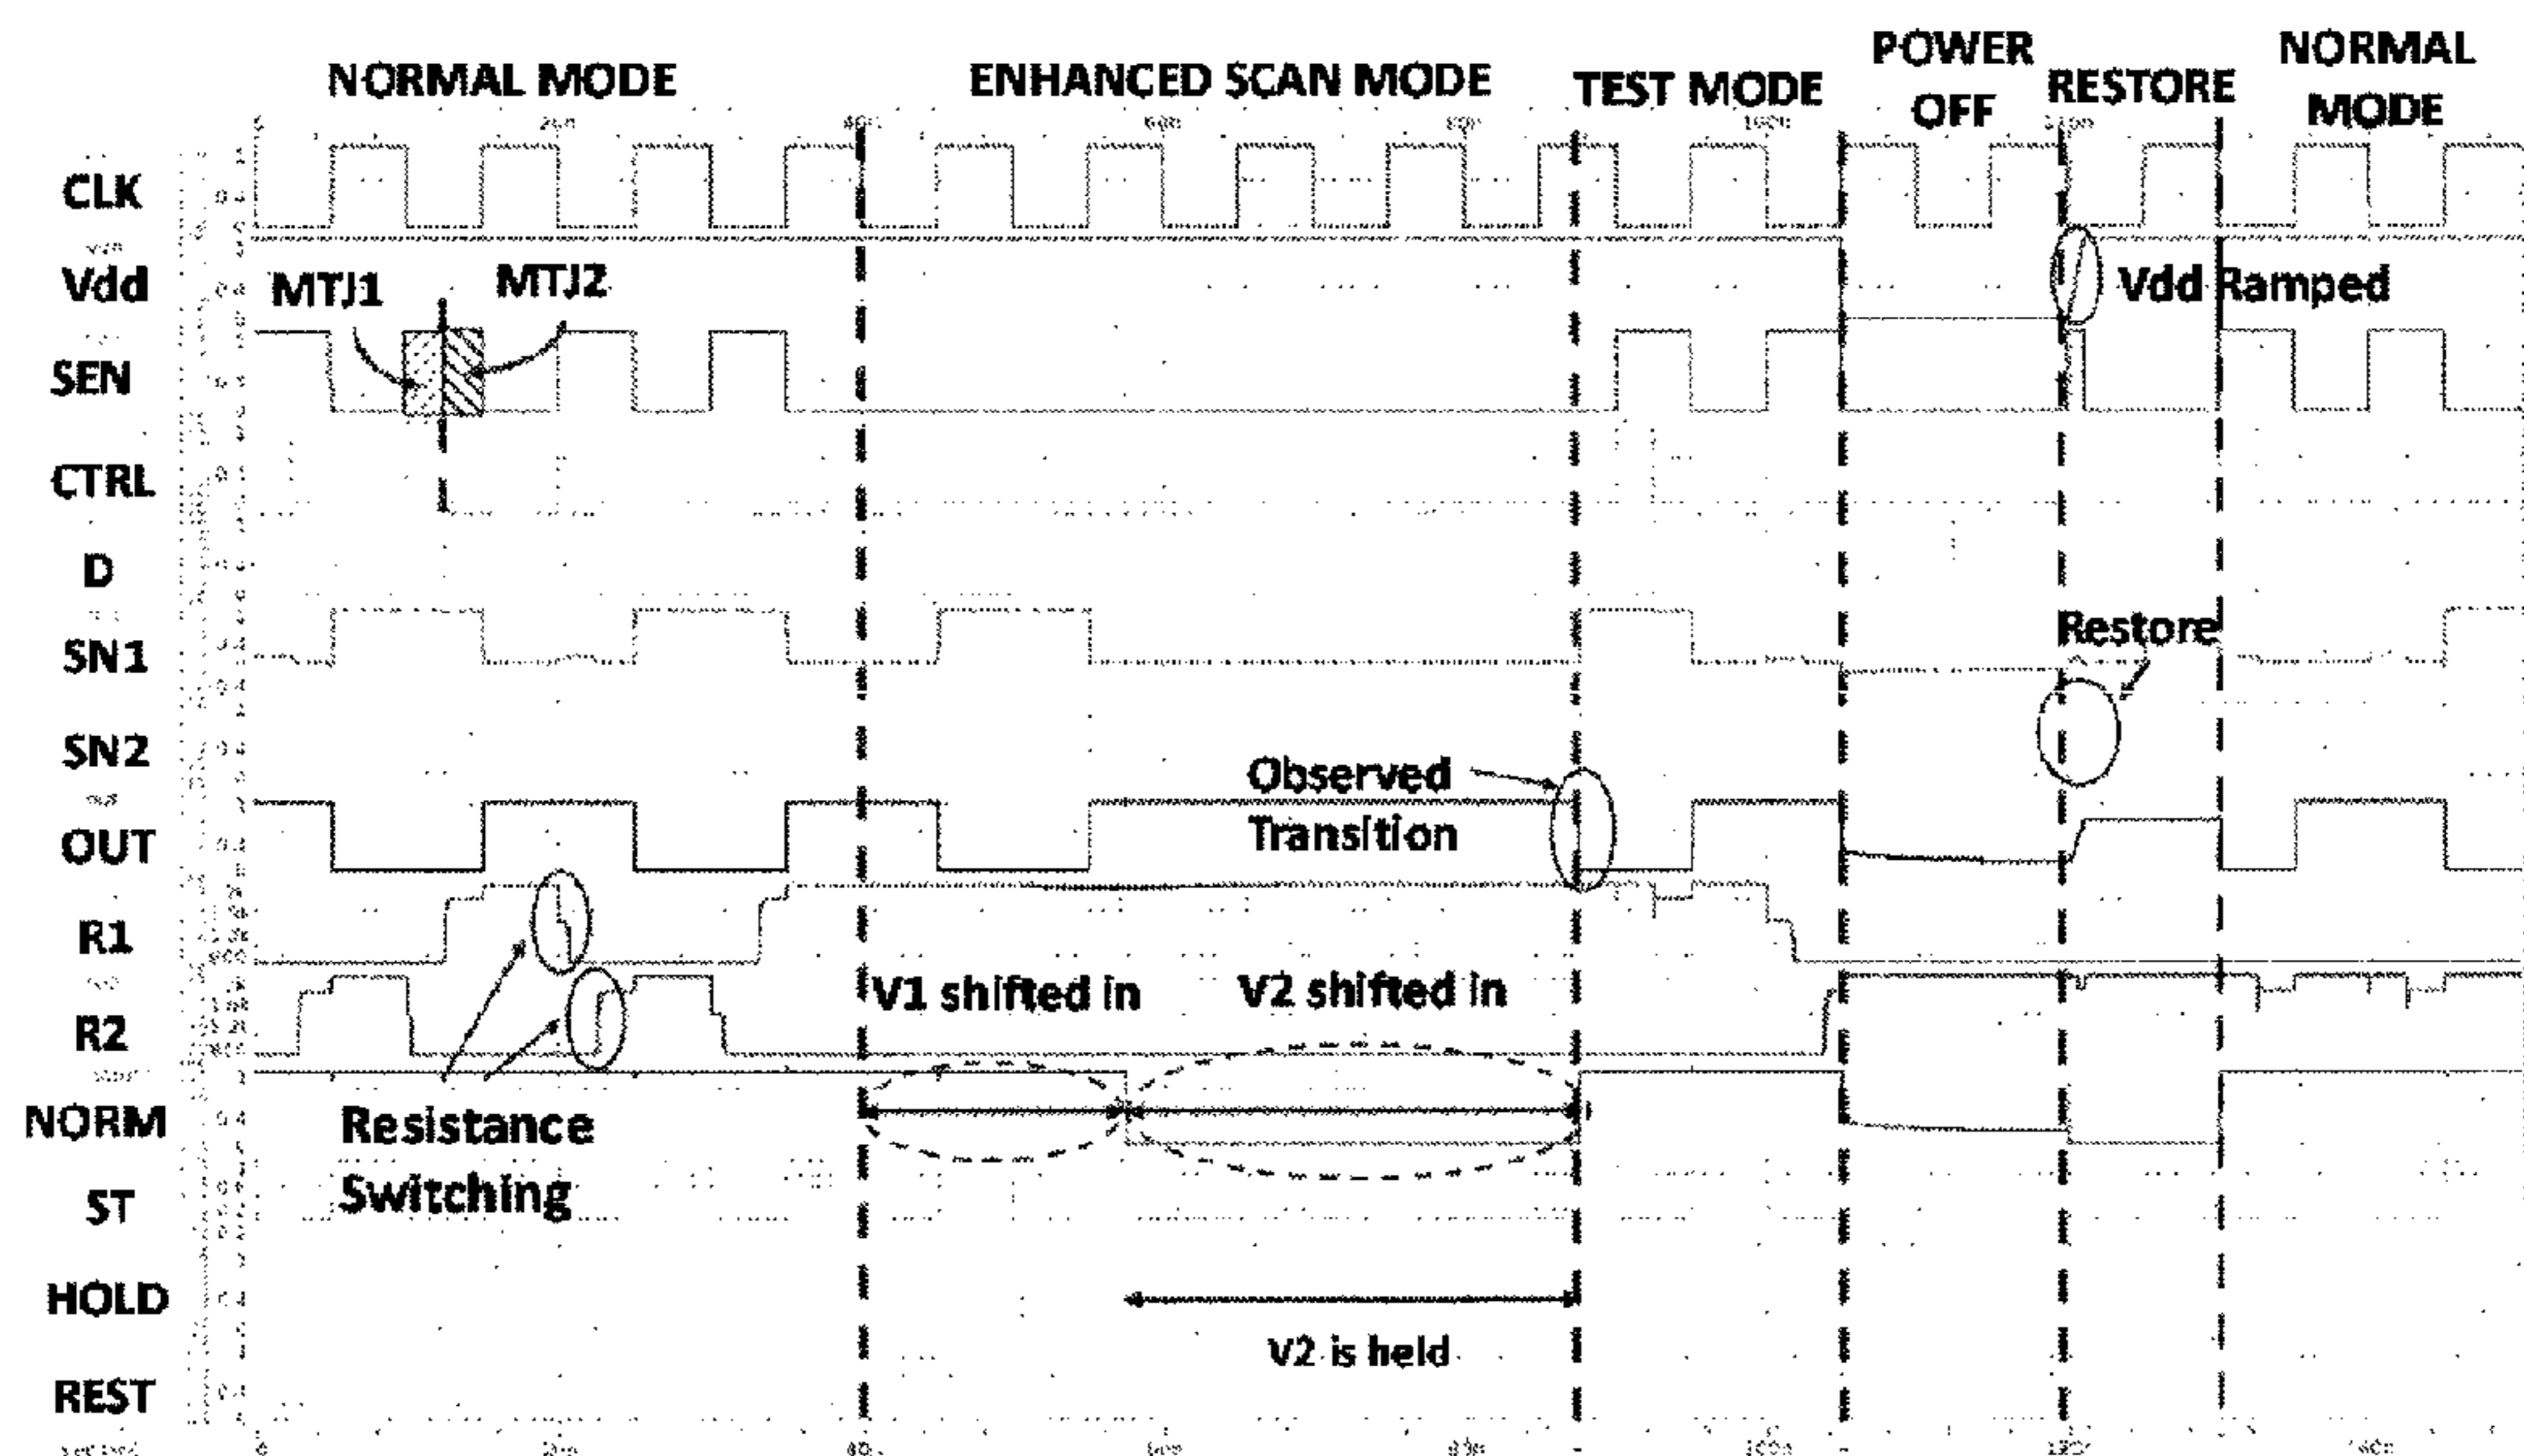 NORMAL MODE
ENHANCED SCAN MODE
TEST MODE
POWER
OFF
RESTORE
NORMAL
MODE
CLK
Vdd
MTJ1
MTJ2
Vdd Ramped
SEN
CTRL
D
SN1
Restore
SN2
Observed
Transition
OUT
R1
V1 shifted in
V2 shifted in
R2
NORM
Resistance
Switching
ST
HOLD
V2 is held
REST